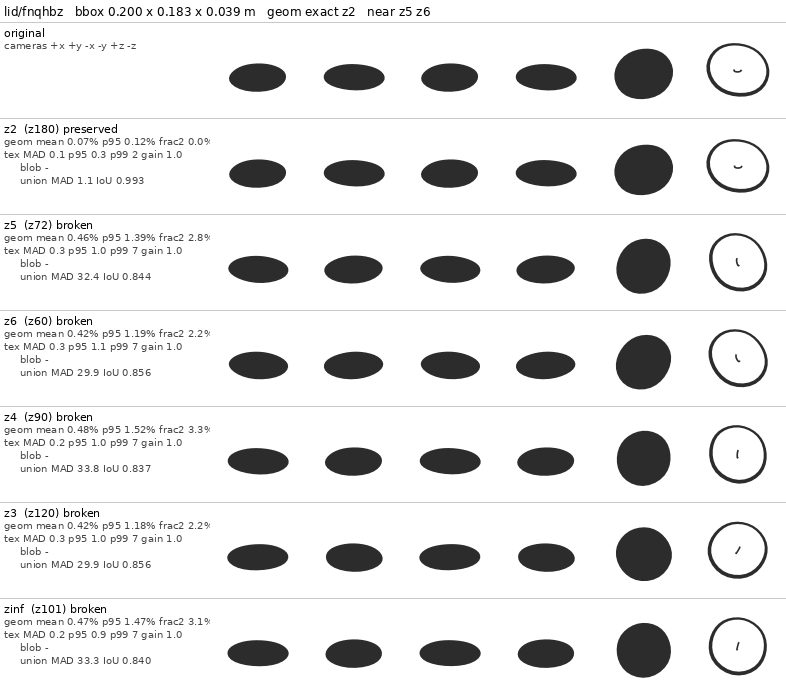 lid/fnqhbz bbox 0.200 x 0.183 x 0.039 m geom exact z2 near z5 z6
original
cameras +x +y -x -y +z -z
z2 (z180) preserved
geom mean 0.07% p95 0.12% frac2 0.0%
tex MAD 0.1 p95 0.3 p99 2 gain 1.0
blob -
union MAD 1.1 IoU 0.993
z5 (z72) broken
geom mean 0.46% p95 1.39% frac2 2.8%
tex MAD 0.3 p95 1.0 p99 7 gain 1.0
blob -
union MAD 32.4 IoU 0.844
z6 (z60) broken
geom mean 0.42% p95 1.19% frac2 2.2%
tex MAD 0.3 p95 1.1 p99 7 gain 1.0
blob -
union MAD 29.9 IoU 0.856
z4 (z90) broken
geom mean 0.48% p95 1.52% frac2 3.3%
tex MAD 0.2 p95 1.0 p99 7 gain 1.0
blob -
union MAD 33.8 IoU 0.837
z3 (z120) broken
geom mean 0.42% p95 1.18% frac2 2.2%
tex MAD 0.3 p95 1.0 p99 7 gain 1.0
blob -
union MAD 29.9 IoU 0.856
zinf (z101) broken
geom mean 0.47% p95 1.47% frac2 3.1%
tex MAD 0.2 p95 0.9 p99 7 gain 1.0
blob -
union MAD 33.3 IoU 0.840